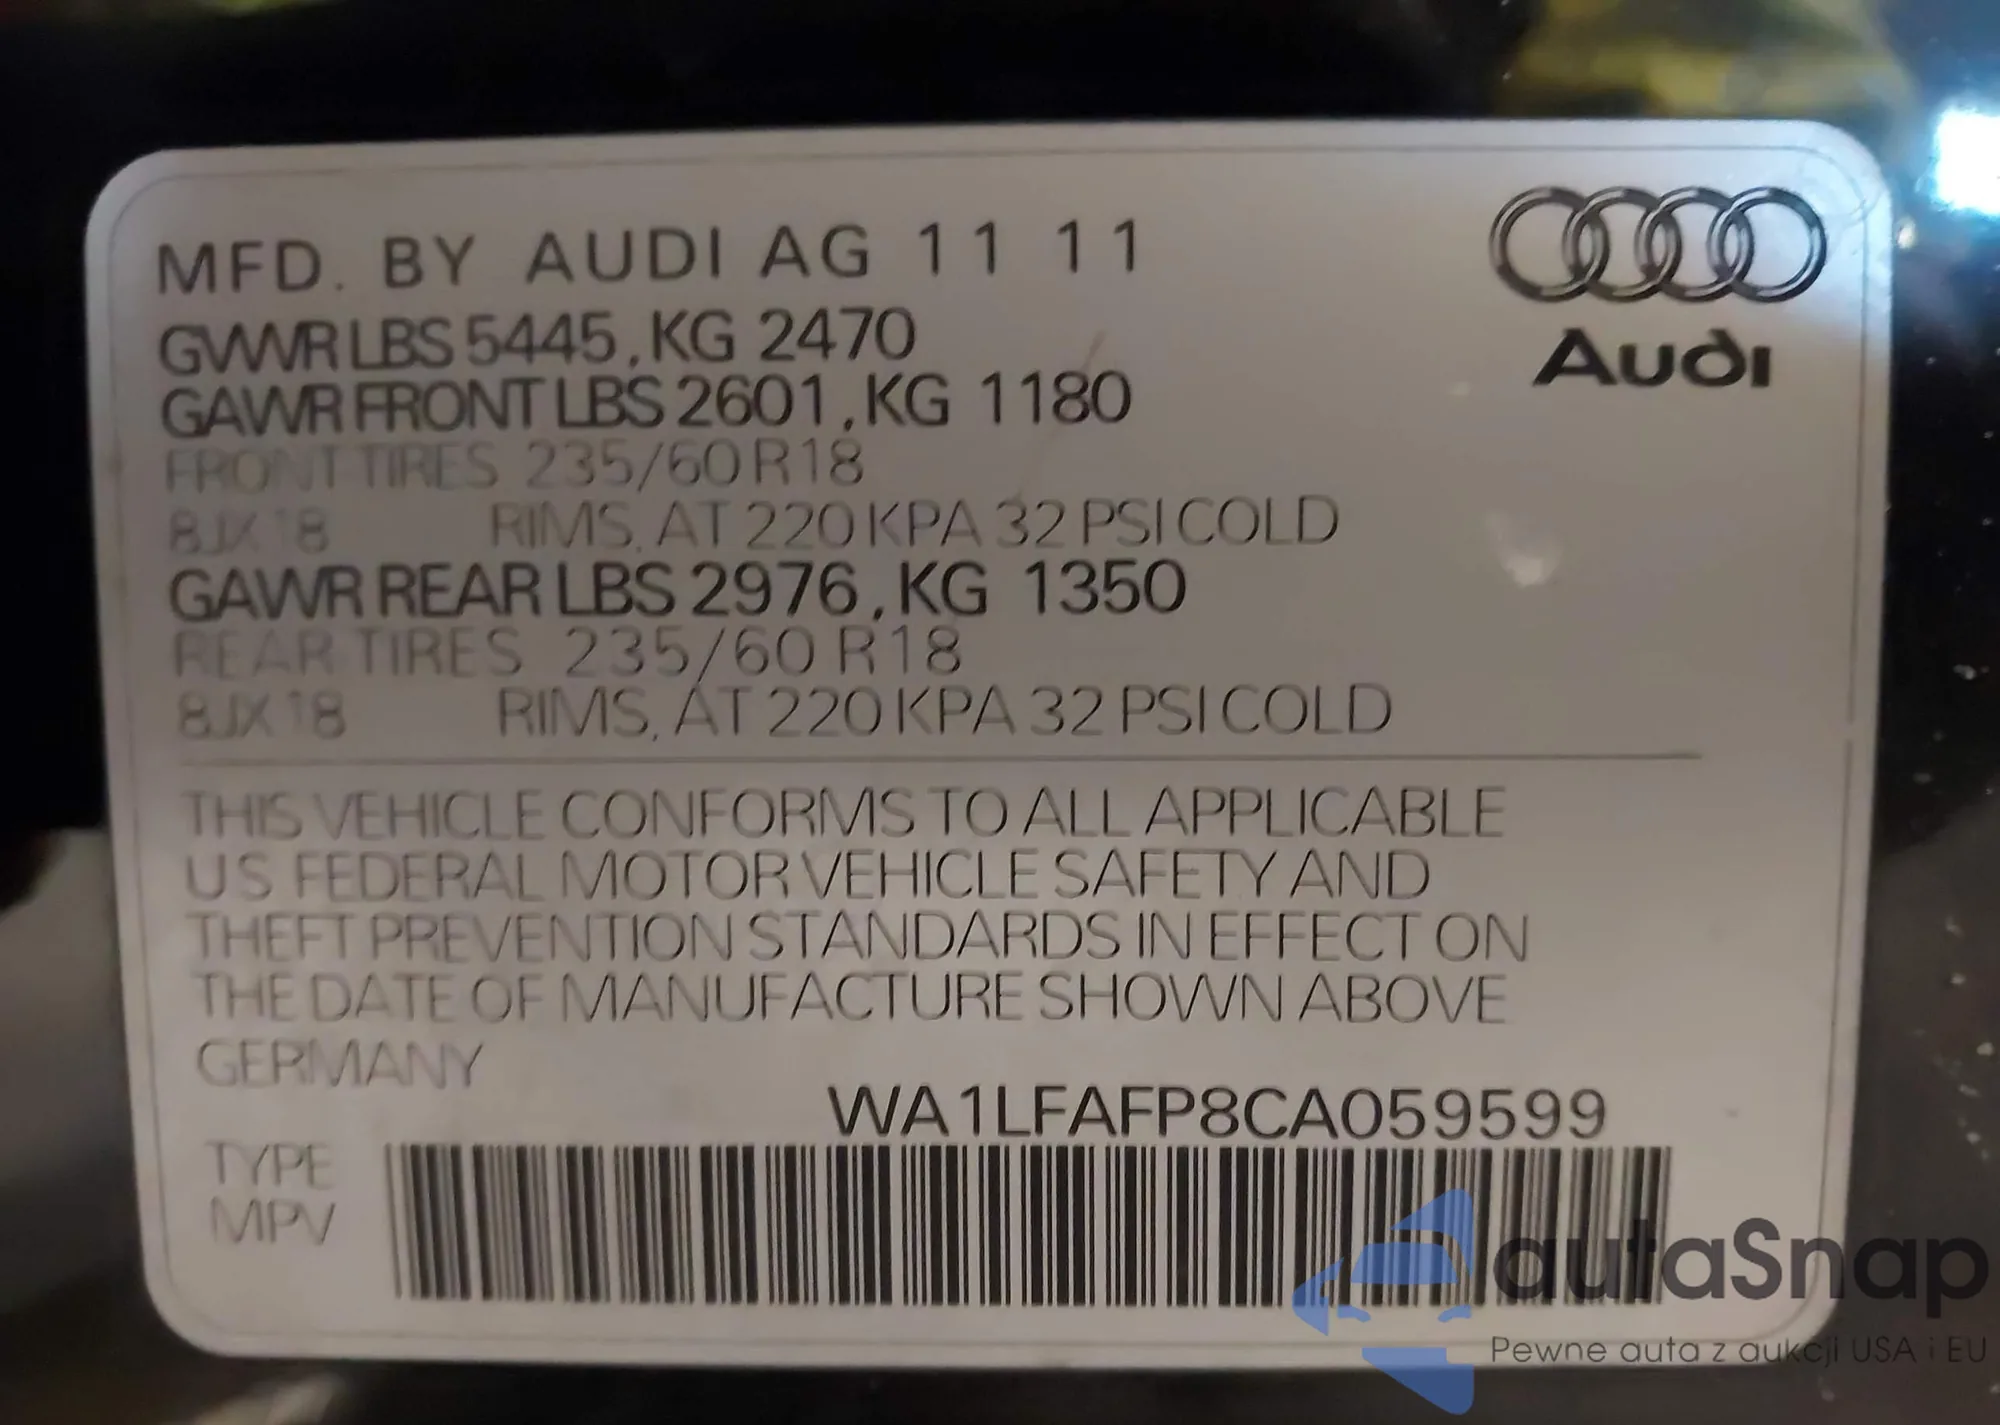 MFD. BY AUDI AG 11 11
Audi
GVWR LBS 5445, KG 2470
GAWR FRONT LBS 2601, KG 1180
FRONT TIRES 235/60 R18
8JX18 RIMS, AT 220 KPA 32 PSI COLD
GAWR REAR LBS 2976, KG 1350
REAR TIRES 235/60 R18
8JX18 RIMS, AT 220 KPA 32 PSI COLD
THIS VEHICLE CONFORMS TO ALL APPLICABLE
US FEDERAL MOTOR VEHICLE SAFETY AND
THEFT PREVENTION STANDARDS IN EFFECT ON
THE DATE OF MANUFACTURE SHOWN ABOVE
GERMANY
WA1LFAFP8CA059599
TYPE
MPV
autaSnap
Pewne auta z aukcji USA i EU